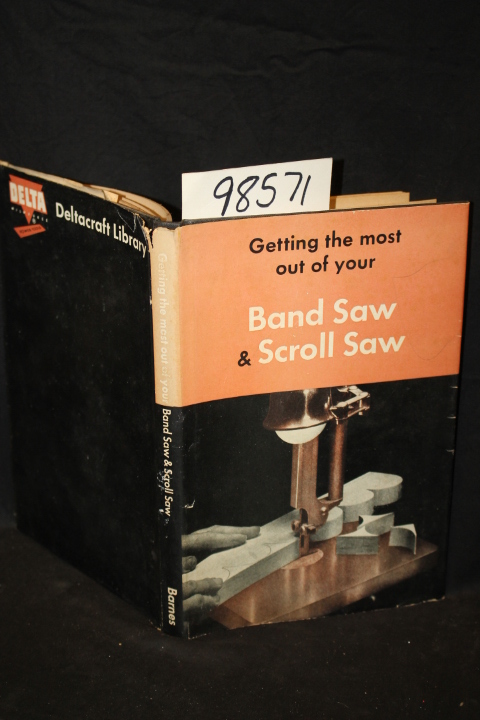 98571
DELTA
Deltacraft Library
Getting the most out of your Band Saw & Scroll Saw
Barnes
Getting the most
out of your
Band Saw
& Scroll Saw